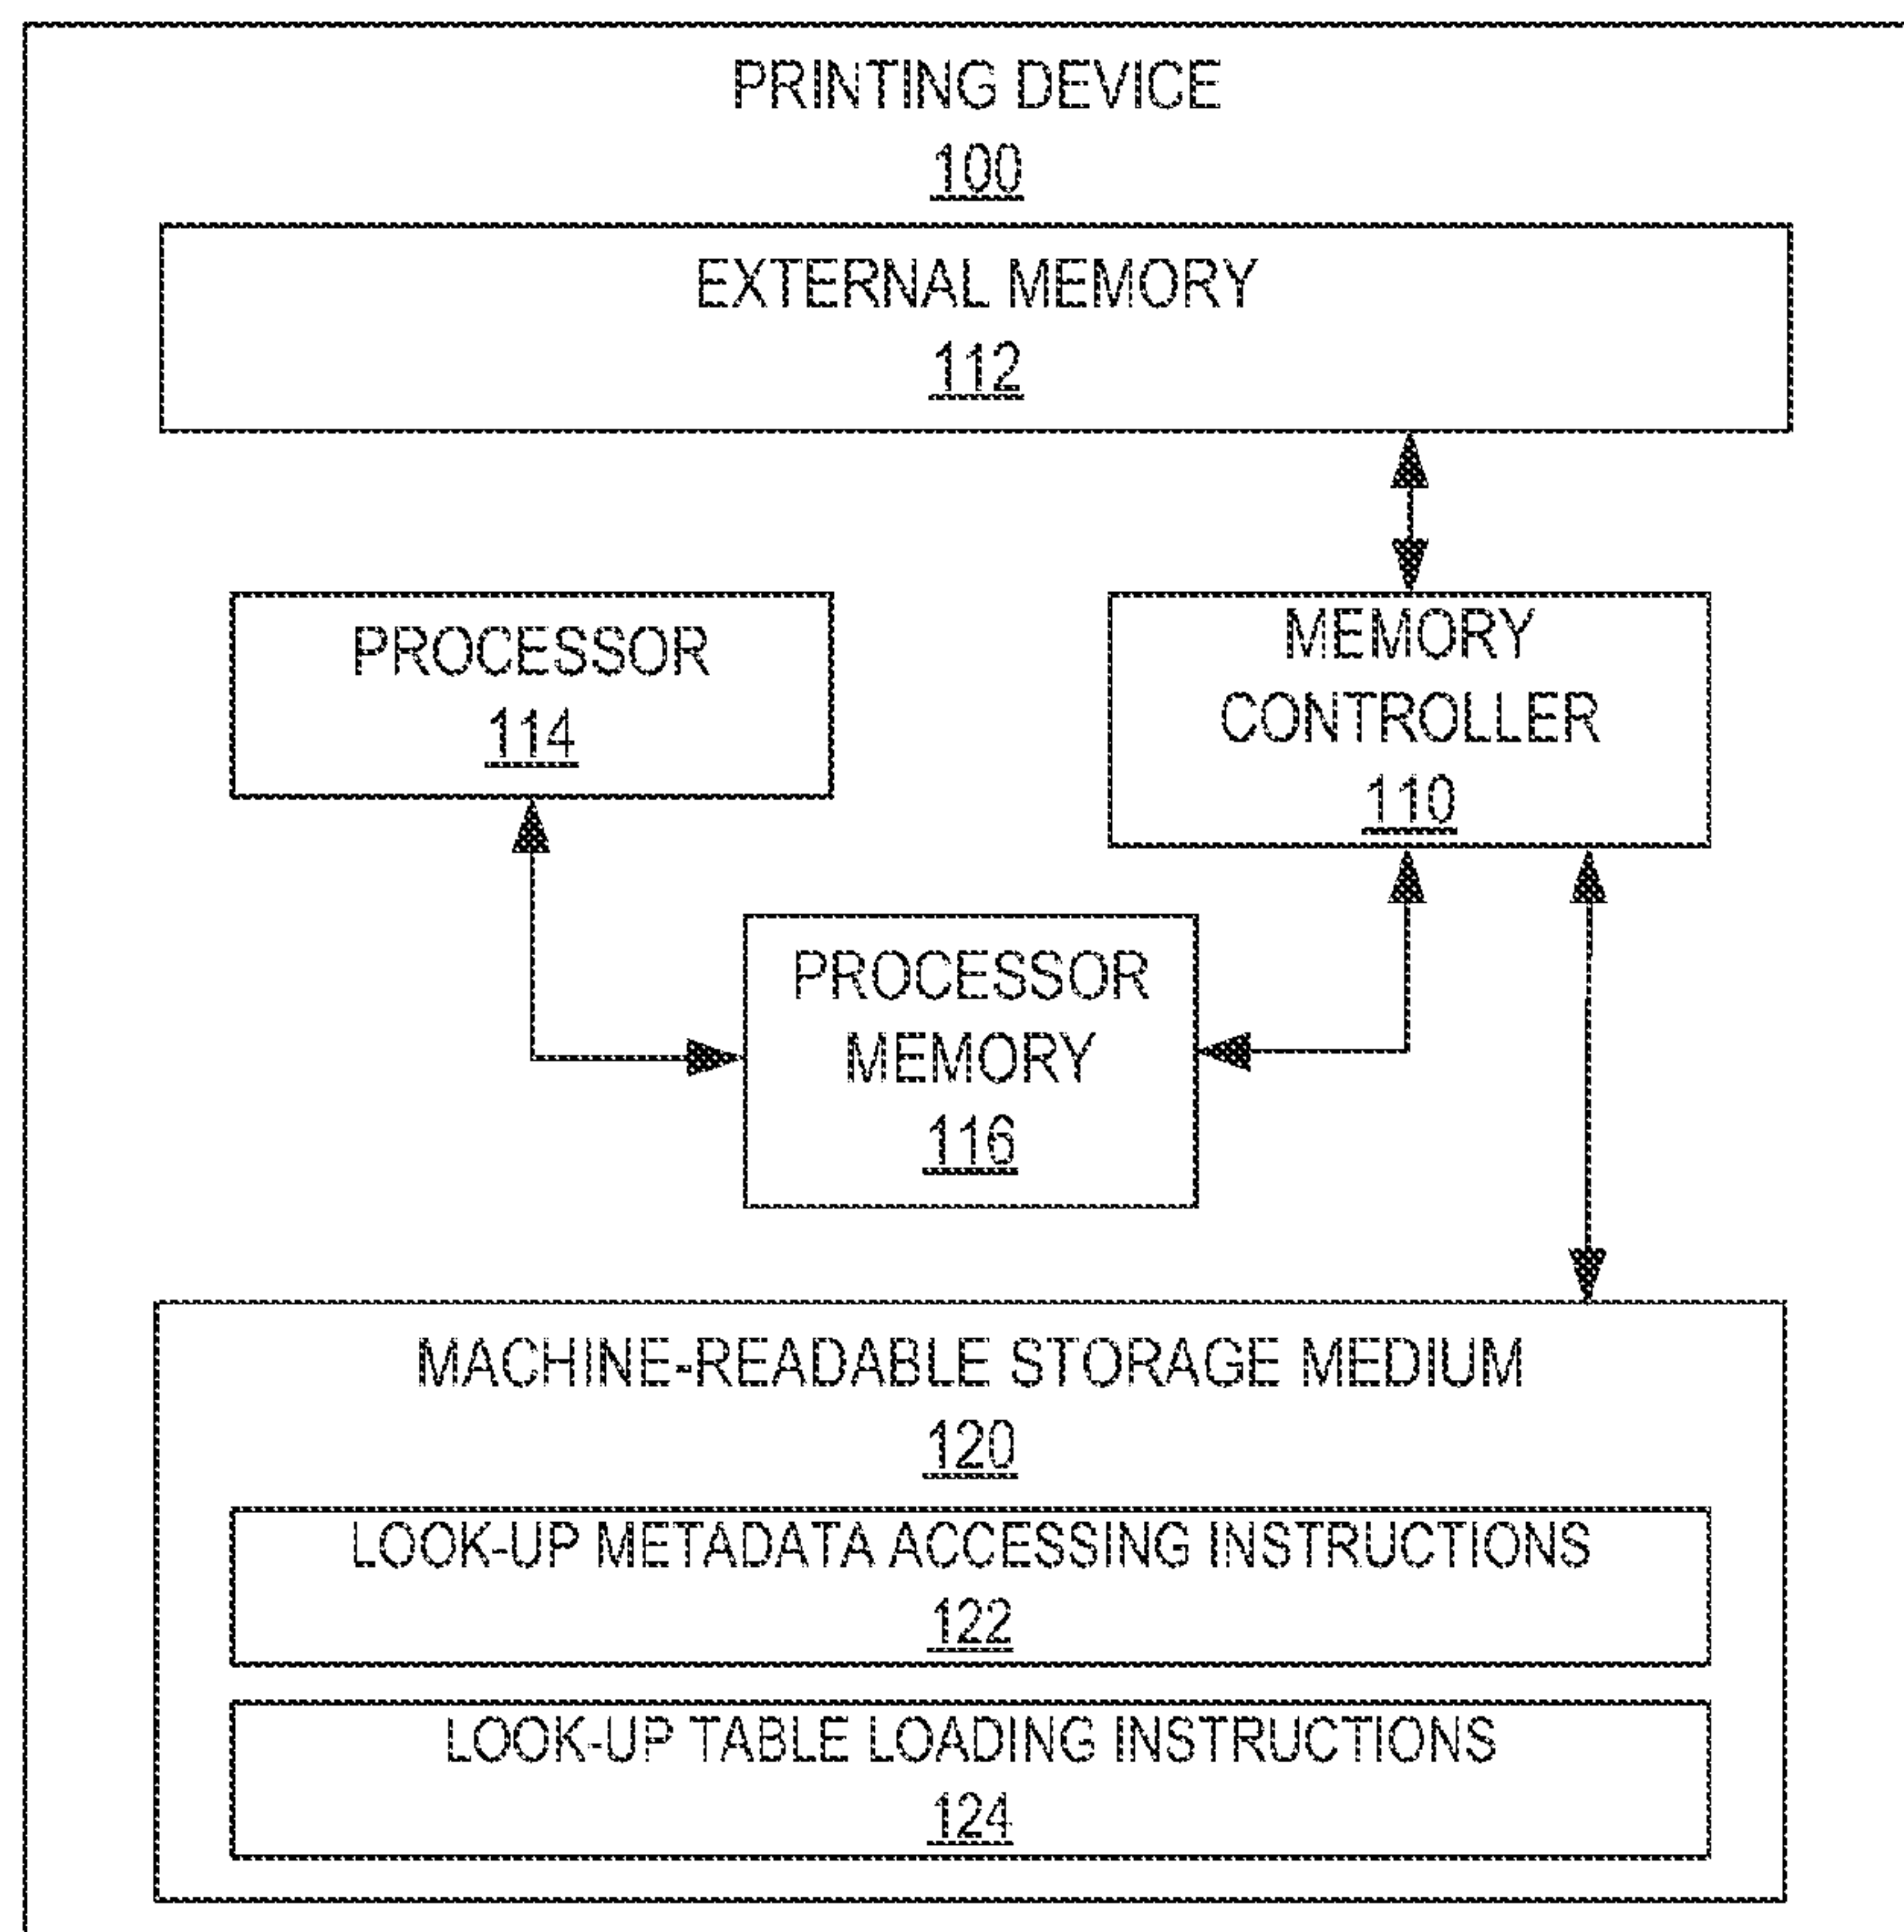 PRINTING DEVICE
100
EXTERNAL MEMORY
112
PROCESSOR
114
MEMORY
CONTROLLER
110
PROCESSOR
MEMORY
116
MACHINE-READABLE STORAGE MEDIUM
120
LOOK-UP METADATA ACCESSING INSTRUCTIONS
122
LOOK-UP TABLE LOADING INSTRUCTIONS
124